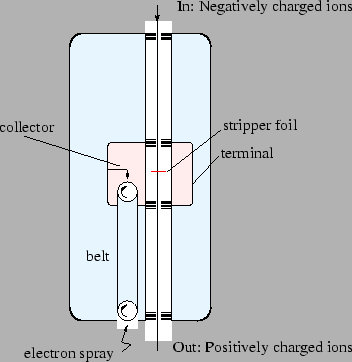 In: Negatively charged ions
collector
stripper foil
terminal
belt
Out: Positively charged ions
electron spray